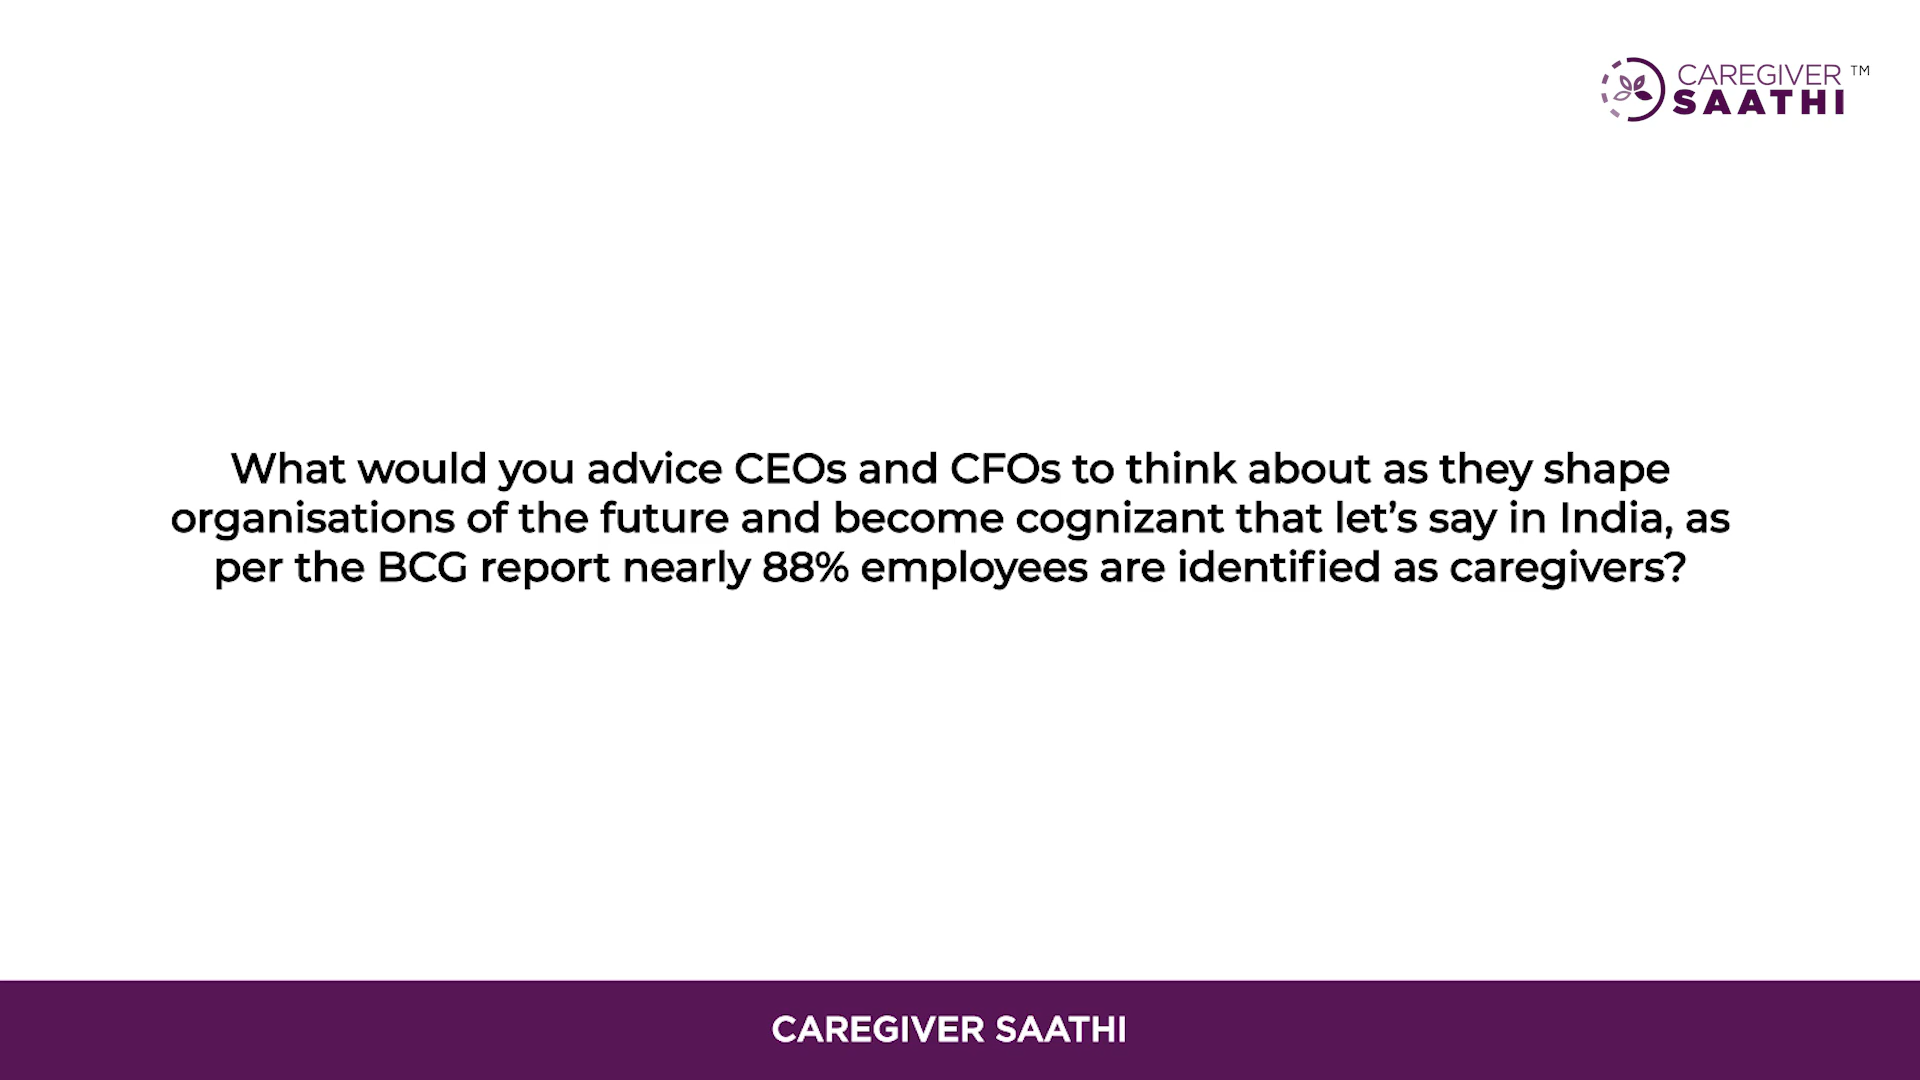 CAREGIVER TM
SAATHI
What would you advice CEOs and CFOs to think about as they shape
organisations of the future and become cognizant that let’s say in India, as
per the BCG report nearly 88% employees are identified as caregivers?
CAREGIVER SAATHI